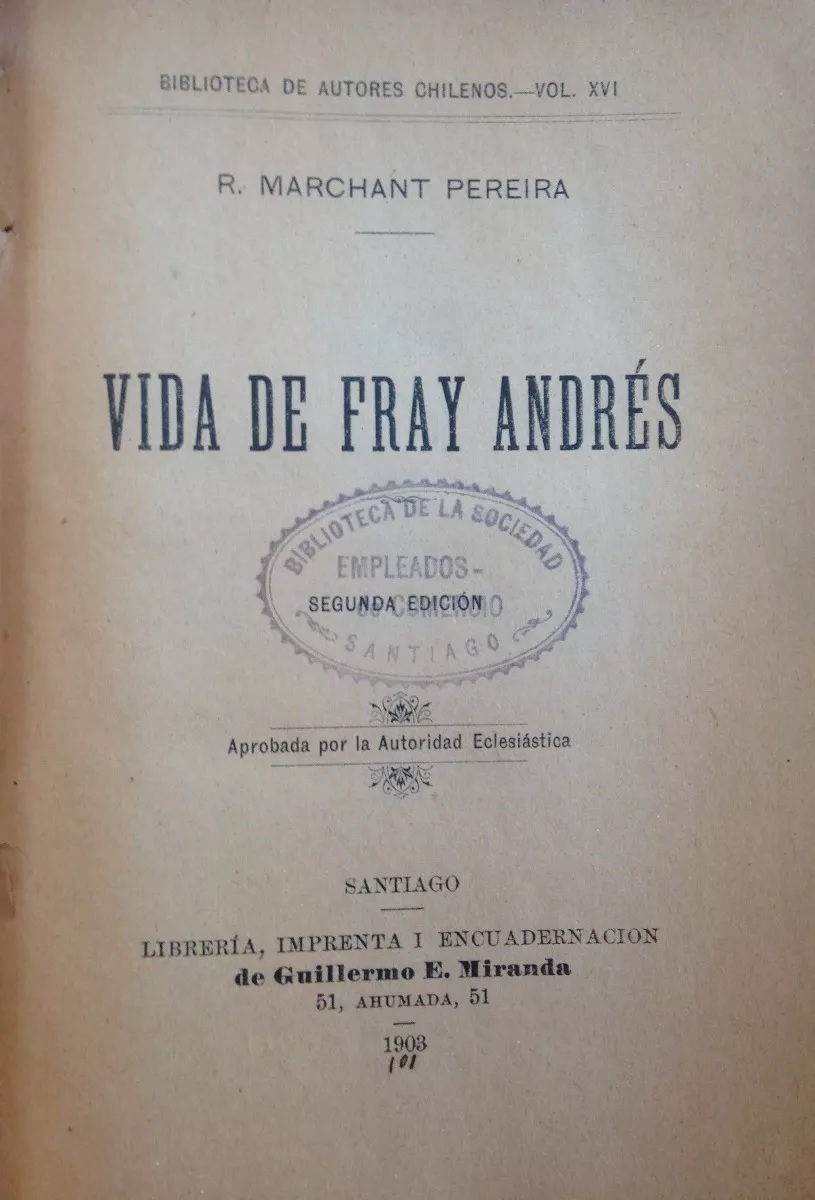 BIBLIOTECA DE AUTORES CHILENOS.—VOL. XVI
R. MARCHANT PEREIRA
VIDA DE FRAY ANDRÉS
BIBLIOTECA DE LA SOCIEDAD
EMPLEADOS-
SEGUNDA EDICIÓN
COMERCIO
SANTIAGO
Aprobada por la Autoridad Eclesiástica
SANTIAGO
LIBRERÍA, IMPRENTA I ENCUADERNACION
de Guillermo E. Miranda
51, AHUMADA, 51
1903
101